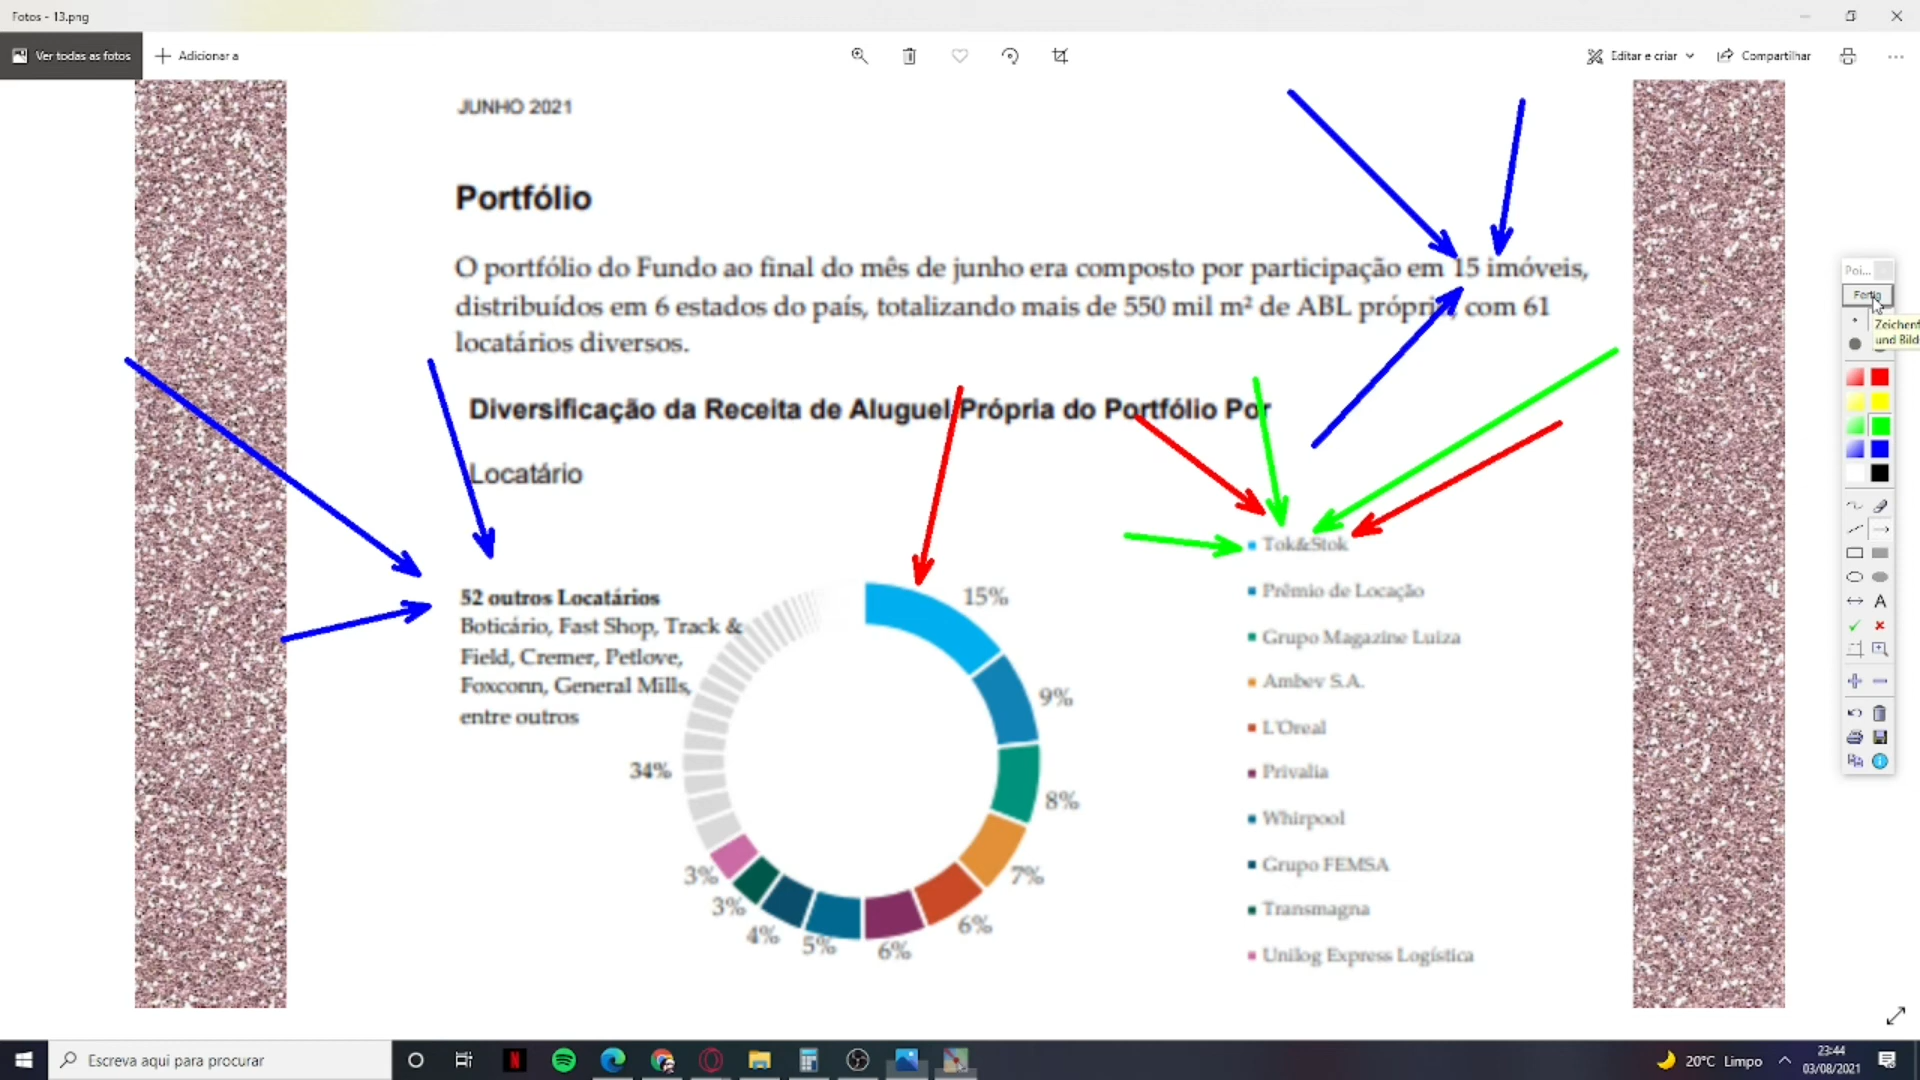 Fotos - 13.png
Ver todas as fotos
Adicionar a
Editar e criar
Compartilhar
JUNHO 2021
Portfólio
O portfólio do Fundo ao final do mês de junho era composto por participação em 15 imóveis,
distribuídos em 6 estados do país, totalizando mais de 550 mil m² de ABL própria, com 61
locatários diversos.
Diversificação da Receita de Aluguel Própria do Portfólio Por
Locatário
52 outros Locatários
Boticário, Fast Shop, Track &
Field, Cremer, Petlove,
Foxconn, General Mills,
entre outros
34%
15%
9%
8%
7%
6%
6%
5%
4%
3%
3%
Tok&Stok
Prêmio de Locação
Grupo Magazine Luiza
Ambev S.A.
L'Oreal
Privalia
Whirpool
Grupo FEMSA
Transmagna
Unilog Express Logística
Poi...
Fertig
Zeichenf
und Bild
A
Escreva aqui para procurar
20°C Limpo
23:44
03/08/2021